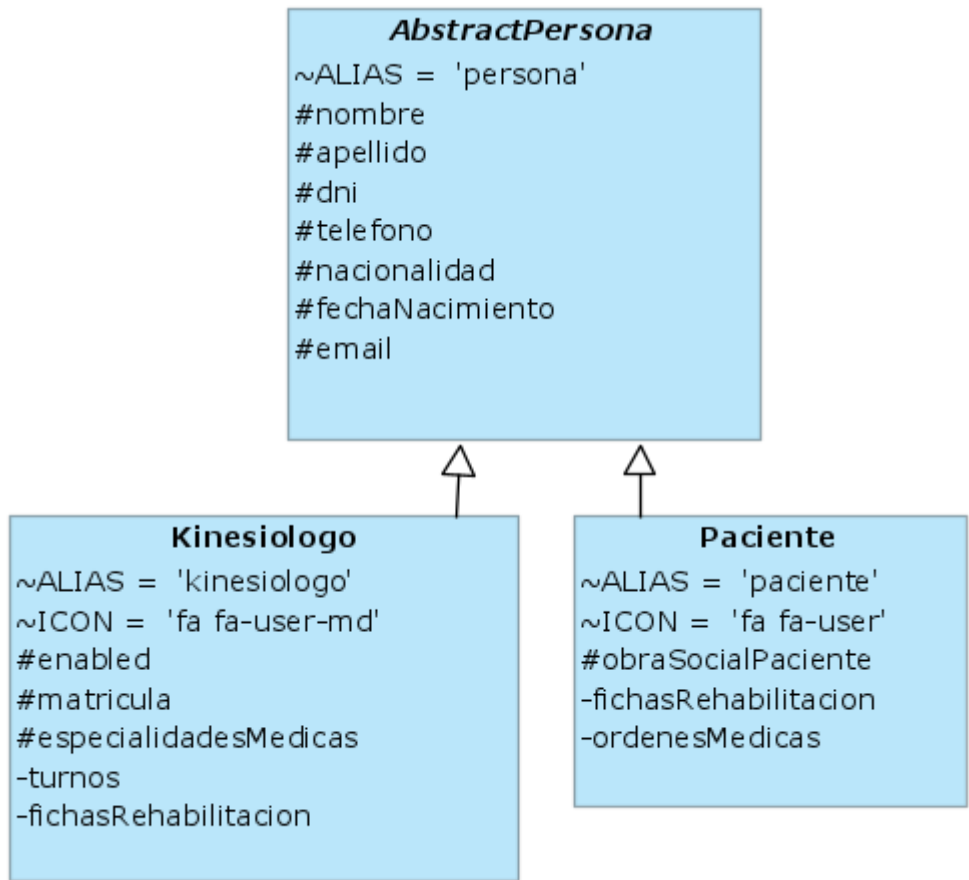 AbstractPersona
~ALIAS = 'persona'
#nombre
#apellido
#dni
#telefono
#nacionalidad
#fechaNacimiento
#email
Kinesiologo
~ALIAS = 'kinesiologo'
~ICON = 'fa fa-user-md'
#enabled
#matricula
#especialidadesMedicas
-turnos
-fichasRehabilitacion
Paciente
~ALIAS = 'paciente'
~ICON = 'fa fa-user'
#obraSocialPaciente
-fichasRehabilitacion
-ordenesMedicas